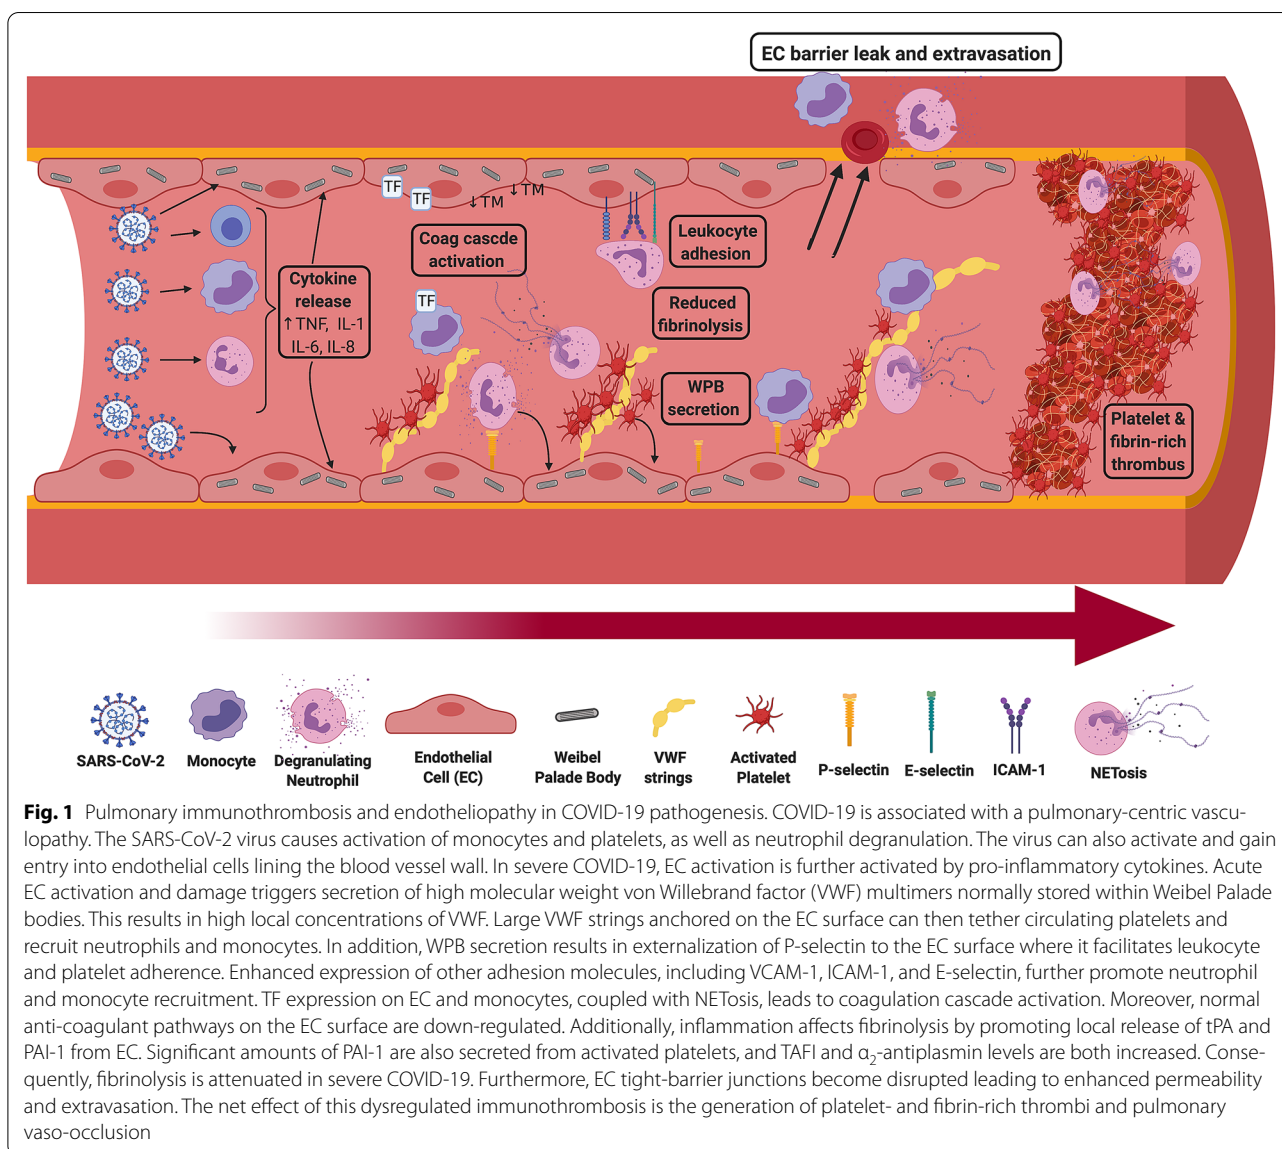 EC barrier leak and extravasation
TF
TF
↓TM
↓TM
Coag cascde
activation
Leukocyte
adhesion
Cytokine
release
↑TNF, IL-1
IL-6, IL-8
TF
Reduced
fibrinolysis
WPB
secretion
Platelet &
fibrin-rich
thrombus
SARS-CoV-2
Monocyte
Degranulating
Neutrophil
Endothelial
Cell (EC)
Weibel
Palade Body
VWF
strings
Activated
Platelet
P-selectin
E-selectin
ICAM-1
NETosis
Fig. 1 Pulmonary immunothrombosis and endotheliopathy in COVID-19 pathogenesis. COVID-19 is associated with a pulmonary-centric vascu-
lopathy. The SARS-CoV-2 virus causes activation of monocytes and platelets, as well as neutrophil degranulation. The virus can also activate and gain
entry into endothelial cells lining the blood vessel wall. In severe COVID-19, EC activation is further activated by pro-inflammatory cytokines. Acute
EC activation and damage triggers secretion of high molecular weight von Willebrand factor (VWF) multimers normally stored within Weibel Palade
bodies. This results in high local concentrations of VWF. Large VWF strings anchored on the EC surface can then tether circulating platelets and
recruit neutrophils and monocytes. In addition, WPB secretion results in externalization of P-selectin to the EC surface where it facilitates leukocyte
and platelet adherence. Enhanced expression of other adhesion molecules, including VCAM-1, ICAM-1, and E-selectin, further promote neutrophil
and monocyte recruitment. TF expression on EC and monocytes, coupled with NETosis, leads to coagulation cascade activation. Moreover, normal
anti-coagulant pathways on the EC surface are down-regulated. Additionally, inflammation affects fibrinolysis by promoting local release of tPA and
PAI-1 from EC. Significant amounts of PAI-1 are also secreted from activated platelets, and TAFI and α₂-antiplasmin levels are both increased. Conse-
quently, fibrinolysis is attenuated in severe COVID-19. Furthermore, EC tight-barrier junctions become disrupted leading to enhanced permeability
and extravasation. The net effect of this dysregulated immunothrombosis is the generation of platelet- and fibrin-rich thrombi and pulmonary
vaso-occlusion